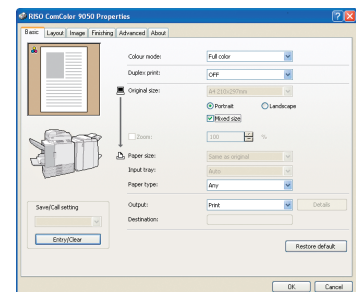 RISO ComColor 9050 Properties
Basic Layout Image Finishing Advanced About
Colour mode: Full color
Duplex print: OFF
Original size: A4 210x297mm
Portrait Landscape
Mixed size
Zoom: 100 %
Paper size: Same as original
Input tray: Auto
Paper type: Any
Save/Call setting
Entry/Clear
Output: Print Details
Destination:
Restore default
OK Cancel